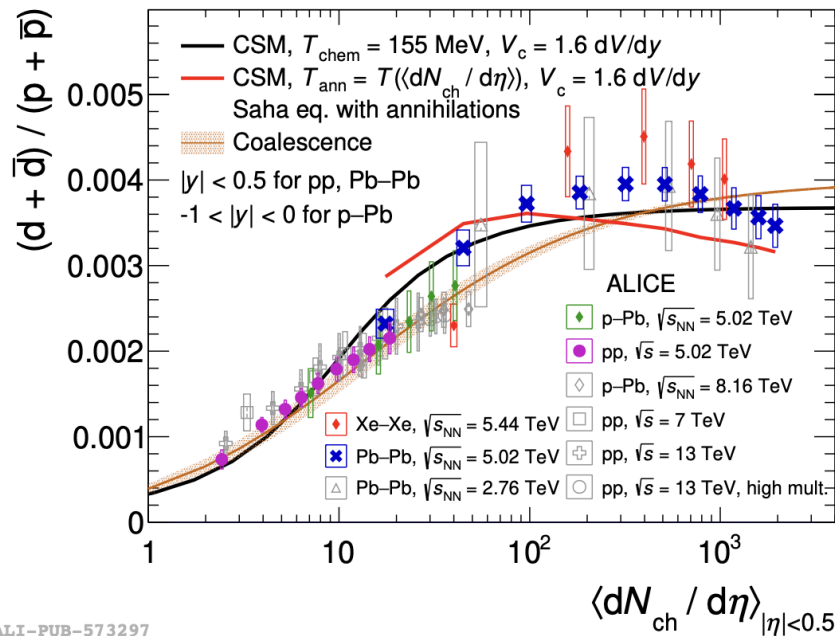 (d + d̅) / (p + p̅)
CSM, T_chem = 155 MeV, V_c = 1.6 dV/dy
CSM, T_ann = T(⟨dN_ch / dη⟩), V_c = 1.6 dV/dy
Saha eq. with annihilations
Coalescence
|y| < 0.5 for pp, Pb–Pb
-1 < |y| < 0 for p–Pb
0.005
0.004
0.003
0.002
0.001
0
ALICE
p–Pb, √s_NN = 5.02 TeV
pp, √s = 5.02 TeV
p–Pb, √s_NN = 8.16 TeV
pp, √s = 7 TeV
pp, √s = 13 TeV
pp, √s = 13 TeV, high mult.
Xe–Xe, √s_NN = 5.44 TeV
Pb–Pb, √s_NN = 5.02 TeV
Pb–Pb, √s_NN = 2.76 TeV
1 10 10² 10³
⟨dN_ch / dη⟩_|η|<0.5
ALI-PUB-573297